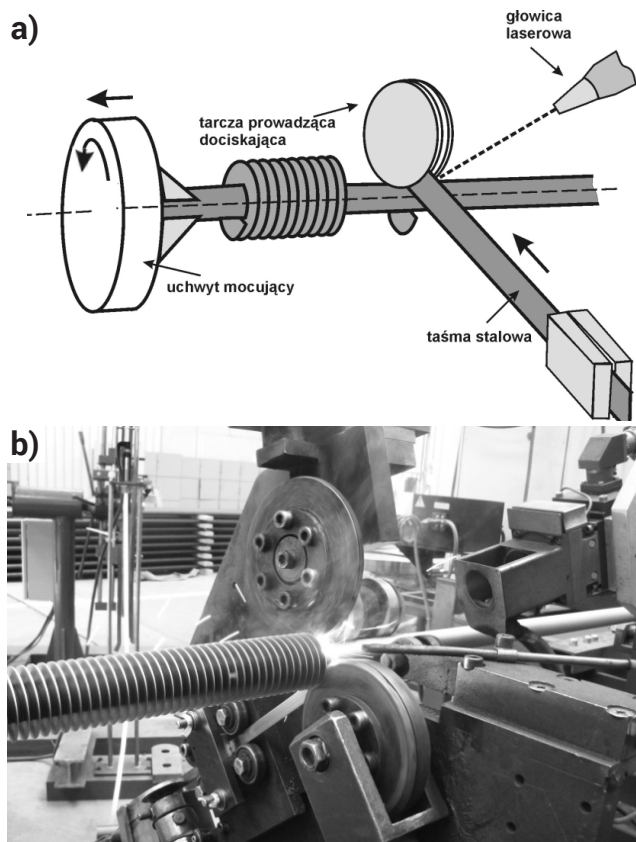 a)
głowica
laserowa
tarcza prowadząca
dociskająca
uchwyt mocujący
taśma stalowa
b)